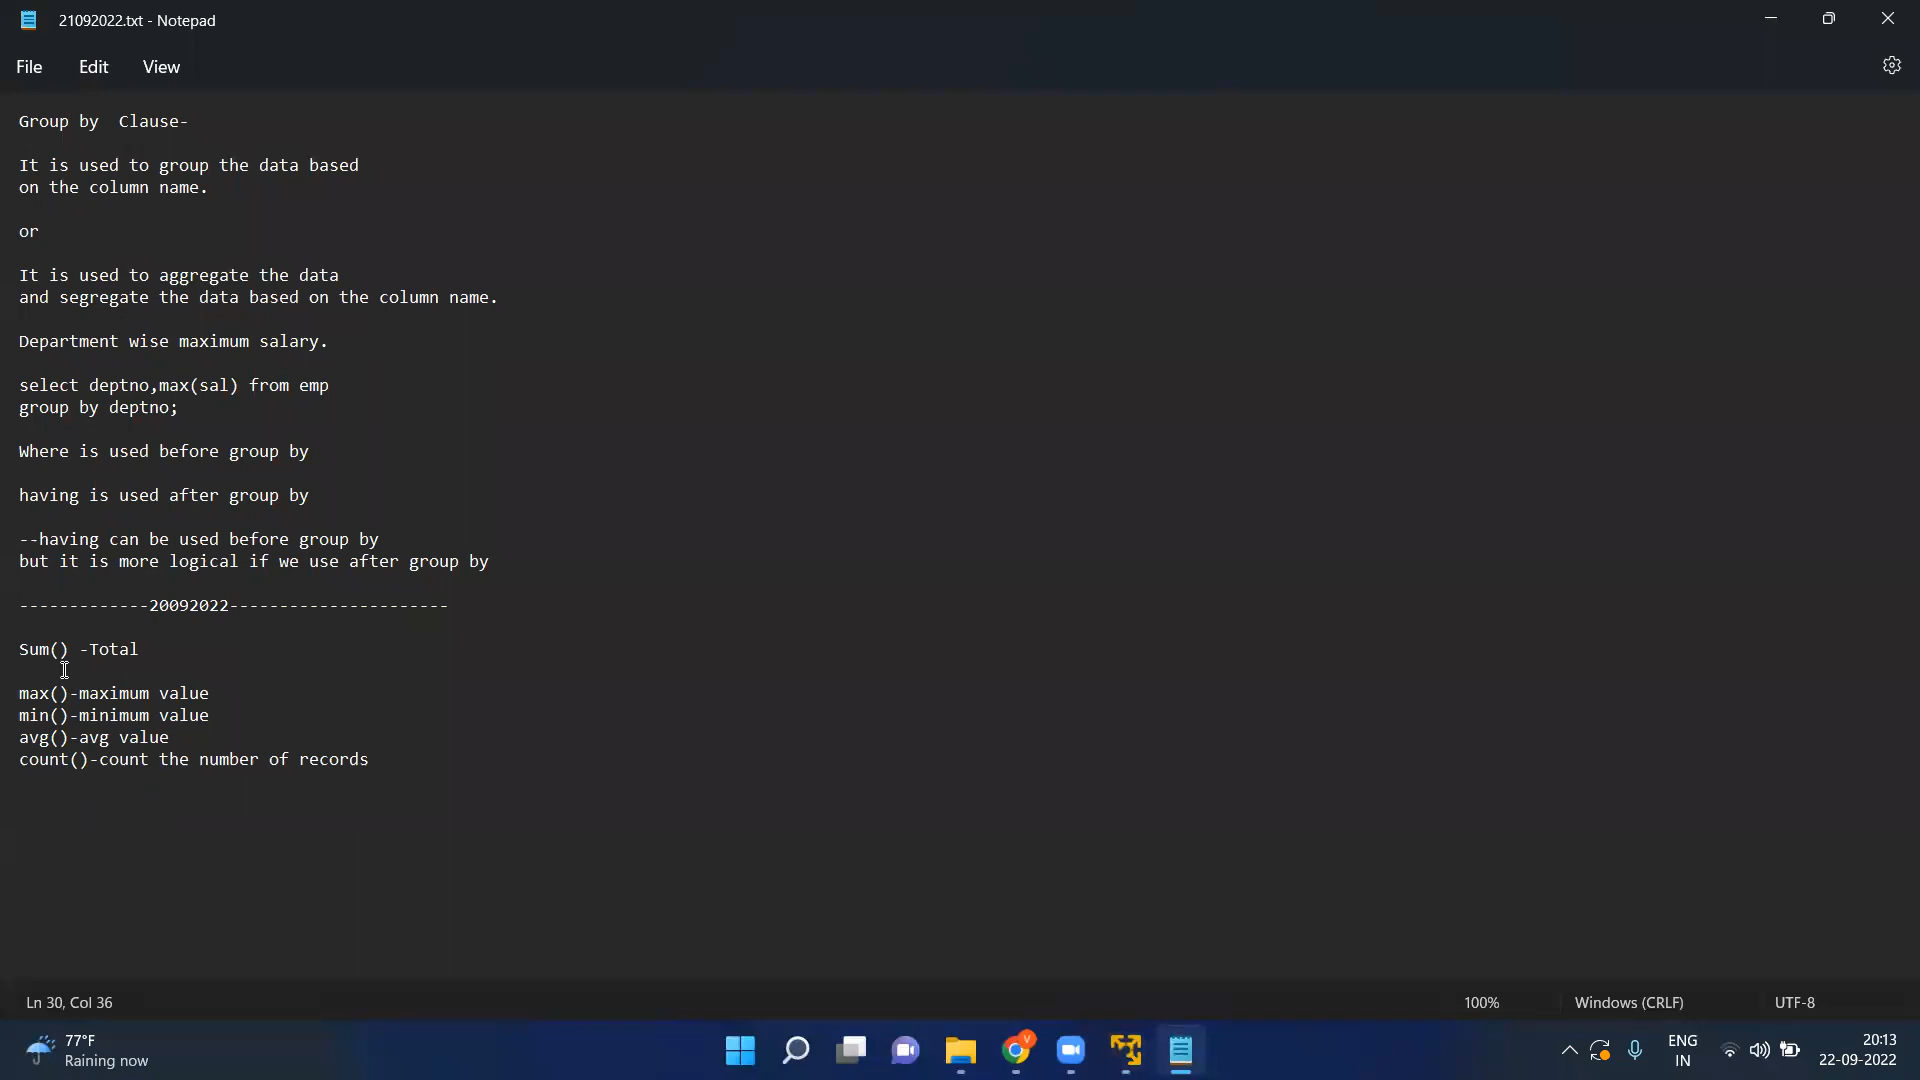 21092022.txt - Notepad
File Edit View
Group by  Clause-
It is used to group the data based
on the column name.
or
It is used to aggregate the data
and segregate the data based on the column name.
Department wise maximum salary.
select deptno,max(sal) from emp
group by deptno;
Where is used before group by
having is used after group by
--having can be used before group by
but it is more logical if we use after group by
-------------20092022----------------------
Sum() -Total
max()-maximum value
min()-minimum value
avg()-avg value
count()-count the number of records
Ln 30, Col 36 100% Windows (CRLF) UTF-8
77°F
Raining now
V
ENG
IN
20:13
22-09-2022